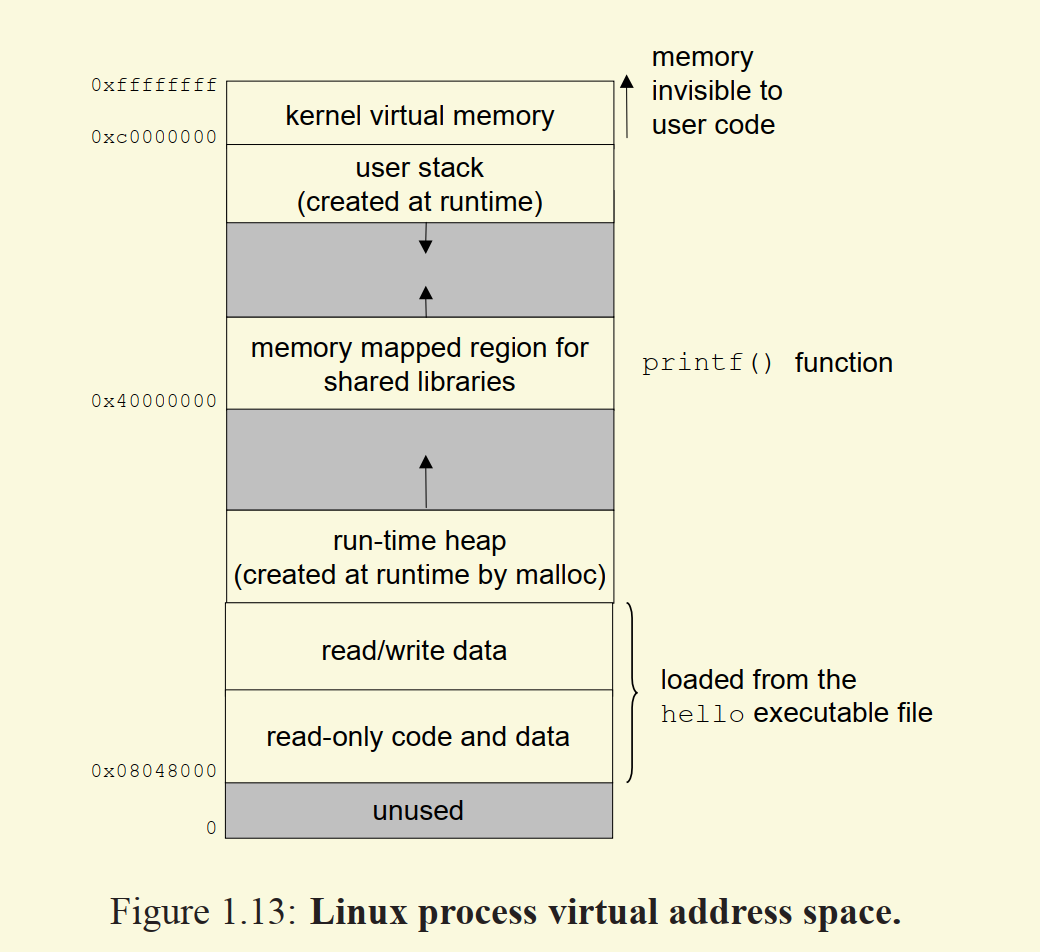 memory
invisible to
user code
0xffffffff
kernel virtual memory
0xc0000000
user stack
(created at runtime)
memory mapped region for
shared libraries
printf() function
0x40000000
run-time heap
(created at runtime by malloc)
read/write data
loaded from the
hello executable file
read-only code and data
0x08048000
unused
0
Figure 1.13: Linux process virtual address space.